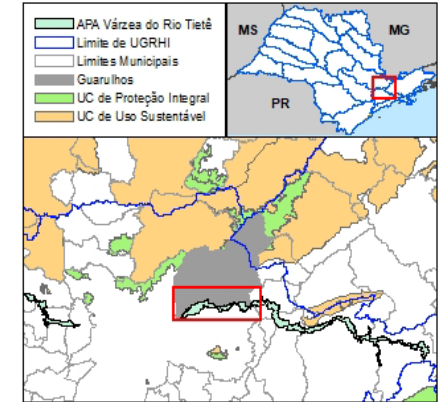 APA Várzea do Rio Tietê
Limite de UGRHI
Limites Municipais
Guarulhos
UC de Proteção Integral
UC de Uso Sustentável
MS
MG
PR